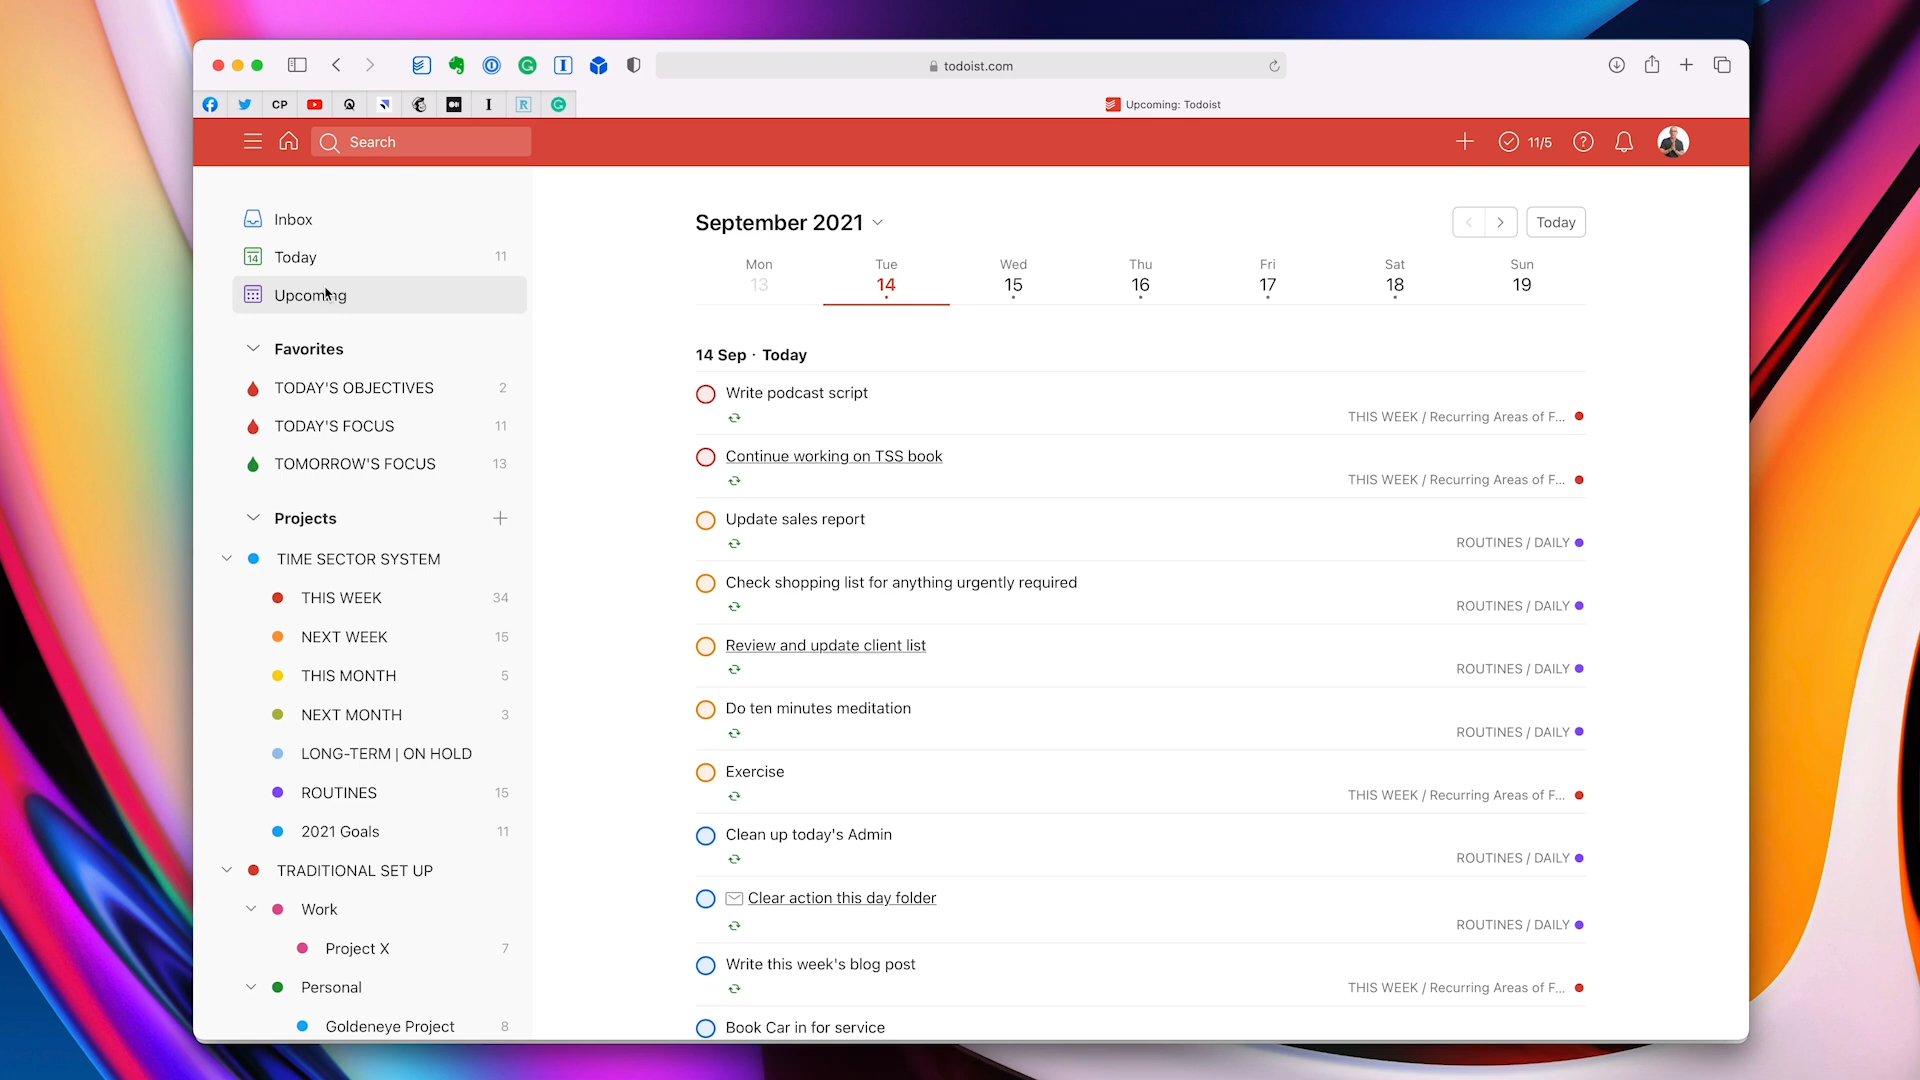 todoist.com
CP
I
R
Upcoming: Todoist
Search
11/5
Inbox
14
Today 11
Upcoming
Favorites
TODAY'S OBJECTIVES 2
TODAY'S FOCUS 11
TOMORROW'S FOCUS 13
Projects
TIME SECTOR SYSTEM
THIS WEEK 34
NEXT WEEK 15
THIS MONTH 5
NEXT MONTH 3
LONG-TERM | ON HOLD
ROUTINES 15
2021 Goals 11
TRADITIONAL SET UP
Work
Project X 7
Personal
Goldeneye Project 8
September 2021
Today
Mon Tue Wed Thu Fri Sat Sun
13 14 15 16 17 18 19
14 Sep · Today
Write podcast script
THIS WEEK / Recurring Areas of F...
Continue working on TSS book
THIS WEEK / Recurring Areas of F...
Update sales report
ROUTINES / DAILY
Check shopping list for anything urgently required
ROUTINES / DAILY
Review and update client list
ROUTINES / DAILY
Do ten minutes meditation
ROUTINES / DAILY
Exercise
THIS WEEK / Recurring Areas of F...
Clean up today's Admin
ROUTINES / DAILY
Clear action this day folder
ROUTINES / DAILY
Write this week's blog post
THIS WEEK / Recurring Areas of F...
Book Car in for service